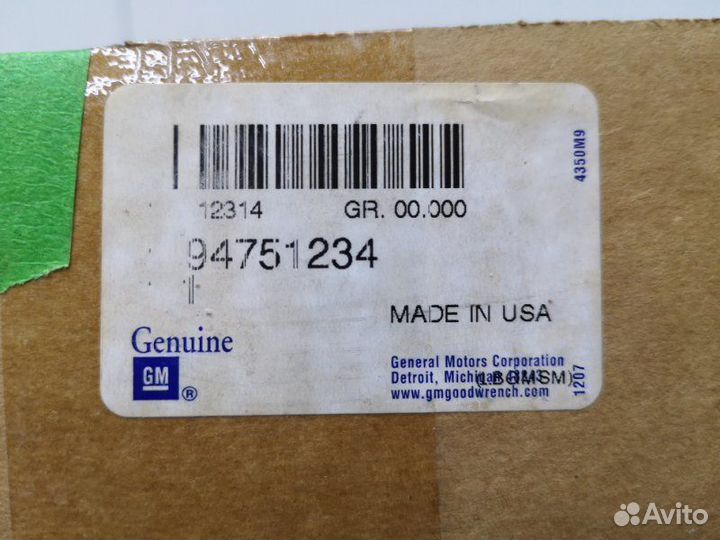 12314 GR. 00.000
94751234
1
MADE IN USA
Genuine
GM
®
General Motors Corporation
Detroit, Michigan
www.gmgoodwrench.com
4350M9
1207
Avito